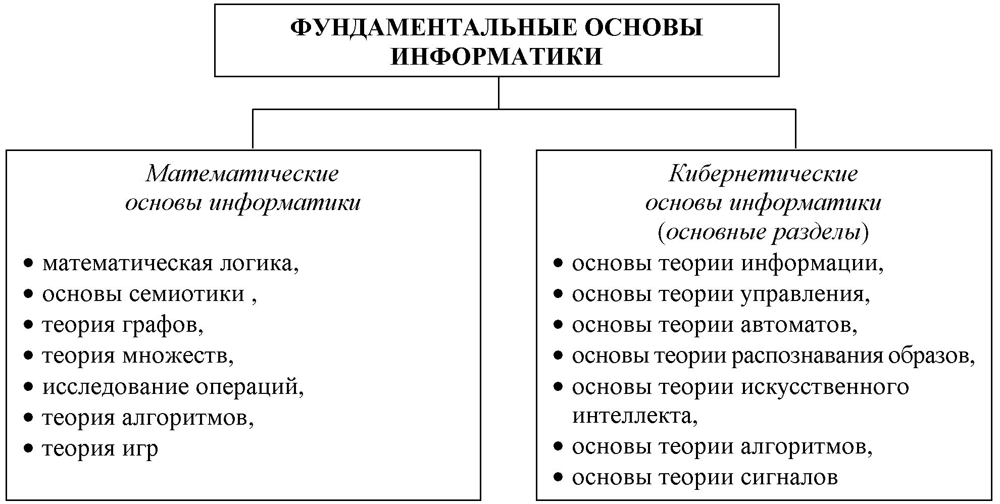 ФУНДАМЕНТАЛЬНЫЕ ОСНОВЫ
ИНФОРМАТИКИ
Математические
основы информатики
• математическая логика,
• основы семиотики ,
• теория графов,
• теория множеств,
• исследование операций,
• теория алгоритмов,
• теория игр
Кибернетические
основы информатики
(основные разделы)
• основы теории информации,
• основы теории управления,
• основы теории автоматов,
• основы теории распознавания образов,
• основы теории искусственного
интеллекта,
• основы теории алгоритмов,
• основы теории сигналов